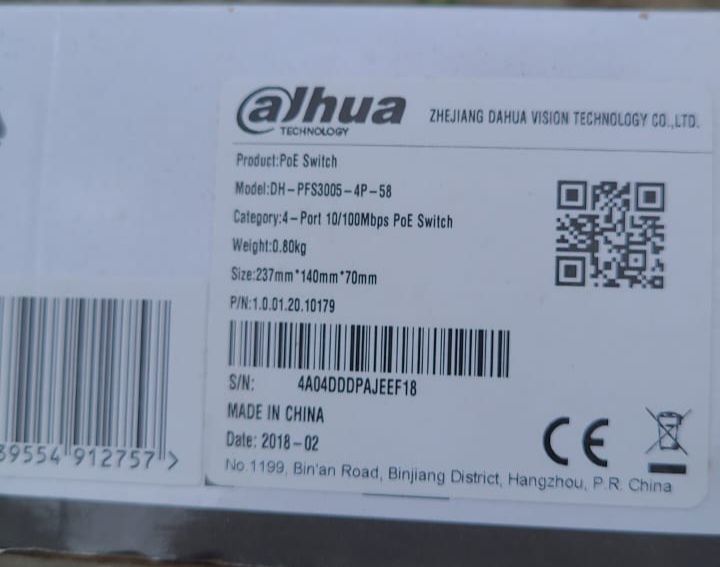 alhua
TECHNOLOGY
ZHEJIANG DAHUA VISION TECHNOLOGY CO.,LTD.
Product:PoE Switch
Model:DH-PFS3005-4P-58
Category:4-Port 10/100Mbps PoE Switch
Weight:0.80kg
Size:237mm*140mm*70mm
P/N:1.0.01.20.10179
S/N: 4A04DDDPAJEEF18
MADE IN CHINA
Date: 2018-02
No.1199, Bin'an Road, Binjiang District, Hangzhou, P.R. China
CE
39554 912757 >